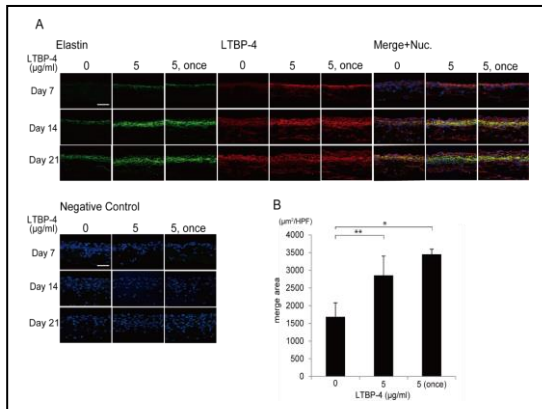 A
Elastin LTBP-4 Merge+Nuc.
LTBP-4
(μg/ml) 0 5 5, once 0 5 5, once 0 5 5, once
Day 7
Day 14
Day 21
Negative Control
LTBP-4
(μg/ml) 0 5 5, once
Day 7
Day 14
Day 21
B
(μm²/HPF)
*
**
4000
3500
3000
2500
2000
1500
1000
500
0
merge area
0 5 5 (once)
LTBP-4 (μg/ml)